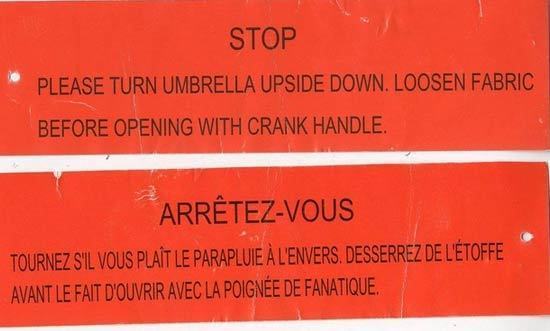 STOP
PLEASE TURN UMBRELLA UPSIDE DOWN. LOOSEN FABRIC
BEFORE OPENING WITH CRANK HANDLE.
ARRÊTEZ-VOUS
TOURNEZ S'IL VOUS PLAÎT LE PARAPLUIE À L'ENVERS. DESSERREZ DE L'ÉTOFFE
AVANT LE FAIT D'OUVRIR AVEC LA POIGNÉE DE FANATIQUE.